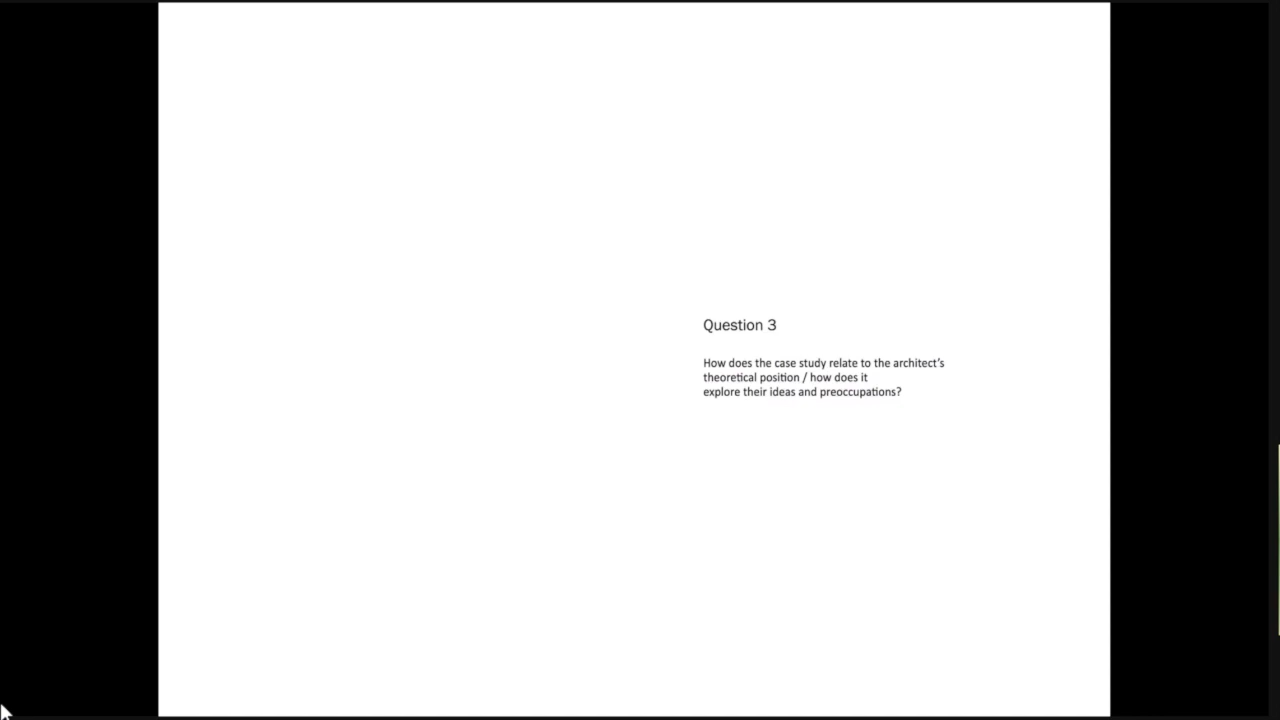 Question 3
How does the case study relate to the architect's
theoretical position / how does it
explore their ideas and preoccupations?